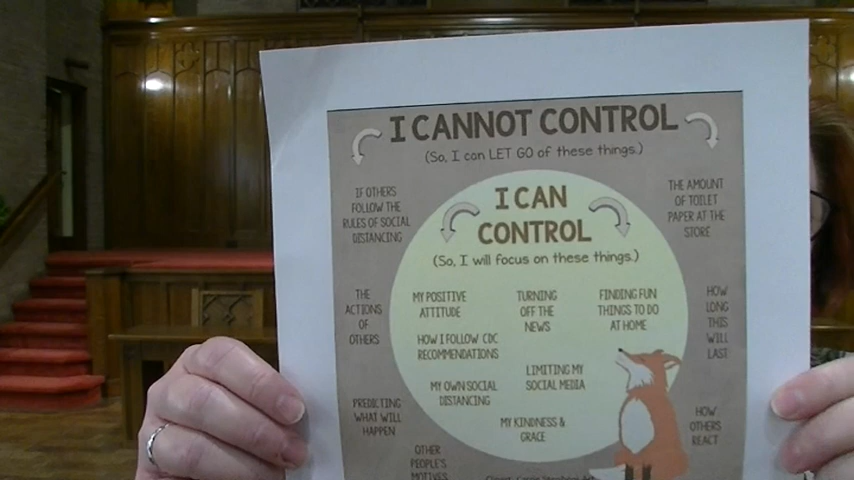 I CANNOT CONTROL
(So, I can LET GO of these things.)
IF OTHERS
FOLLOW THE
RULES OF SOCIAL
DISTANCING
THE AMOUNT
OF TOILET
PAPER AT THE
STORE
I CAN
CONTROL
(So, I will focus on these things.)
THE
ACTIONS
OF
OTHERS
MY POSITIVE
ATTITUDE
TURNING
OFF THE
NEWS
FINDING FUN
THINGS TO DO
AT HOME
HOW
LONG
THIS
WILL
LAST
HOW I FOLLOW CDC
RECOMMENDATIONS
LIMITING MY
SOCIAL MEDIA
MY OWN SOCIAL
DISTANCING
PREDICTING
WHAT WILL
HAPPEN
MY KINDNESS &
GRACE
HOW
OTHERS
REACT
OTHER
PEOPLE'S
MOTIVES